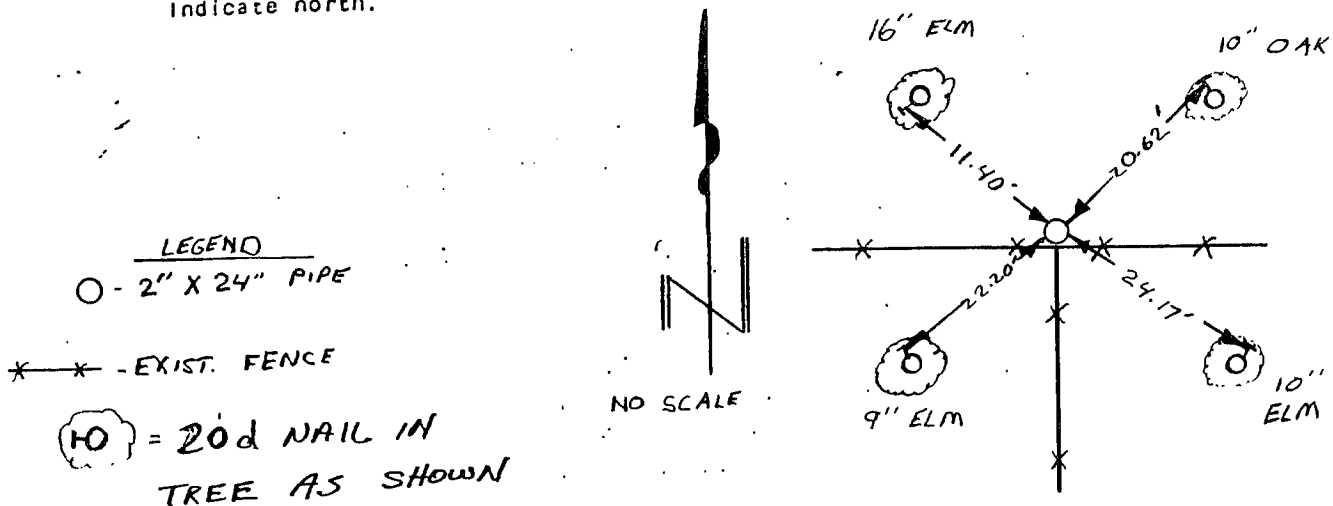 Indicate north.
16" ELM
10" OAK
11.40'
20.62'
LEGEND
O - 2" X 24" PIPE
22.20'
24.17'
x x - EXIST. FENCE
N
NO SCALE
9" ELM
10"
ELM
= 20d NAIL IN
TREE AS SHOWN